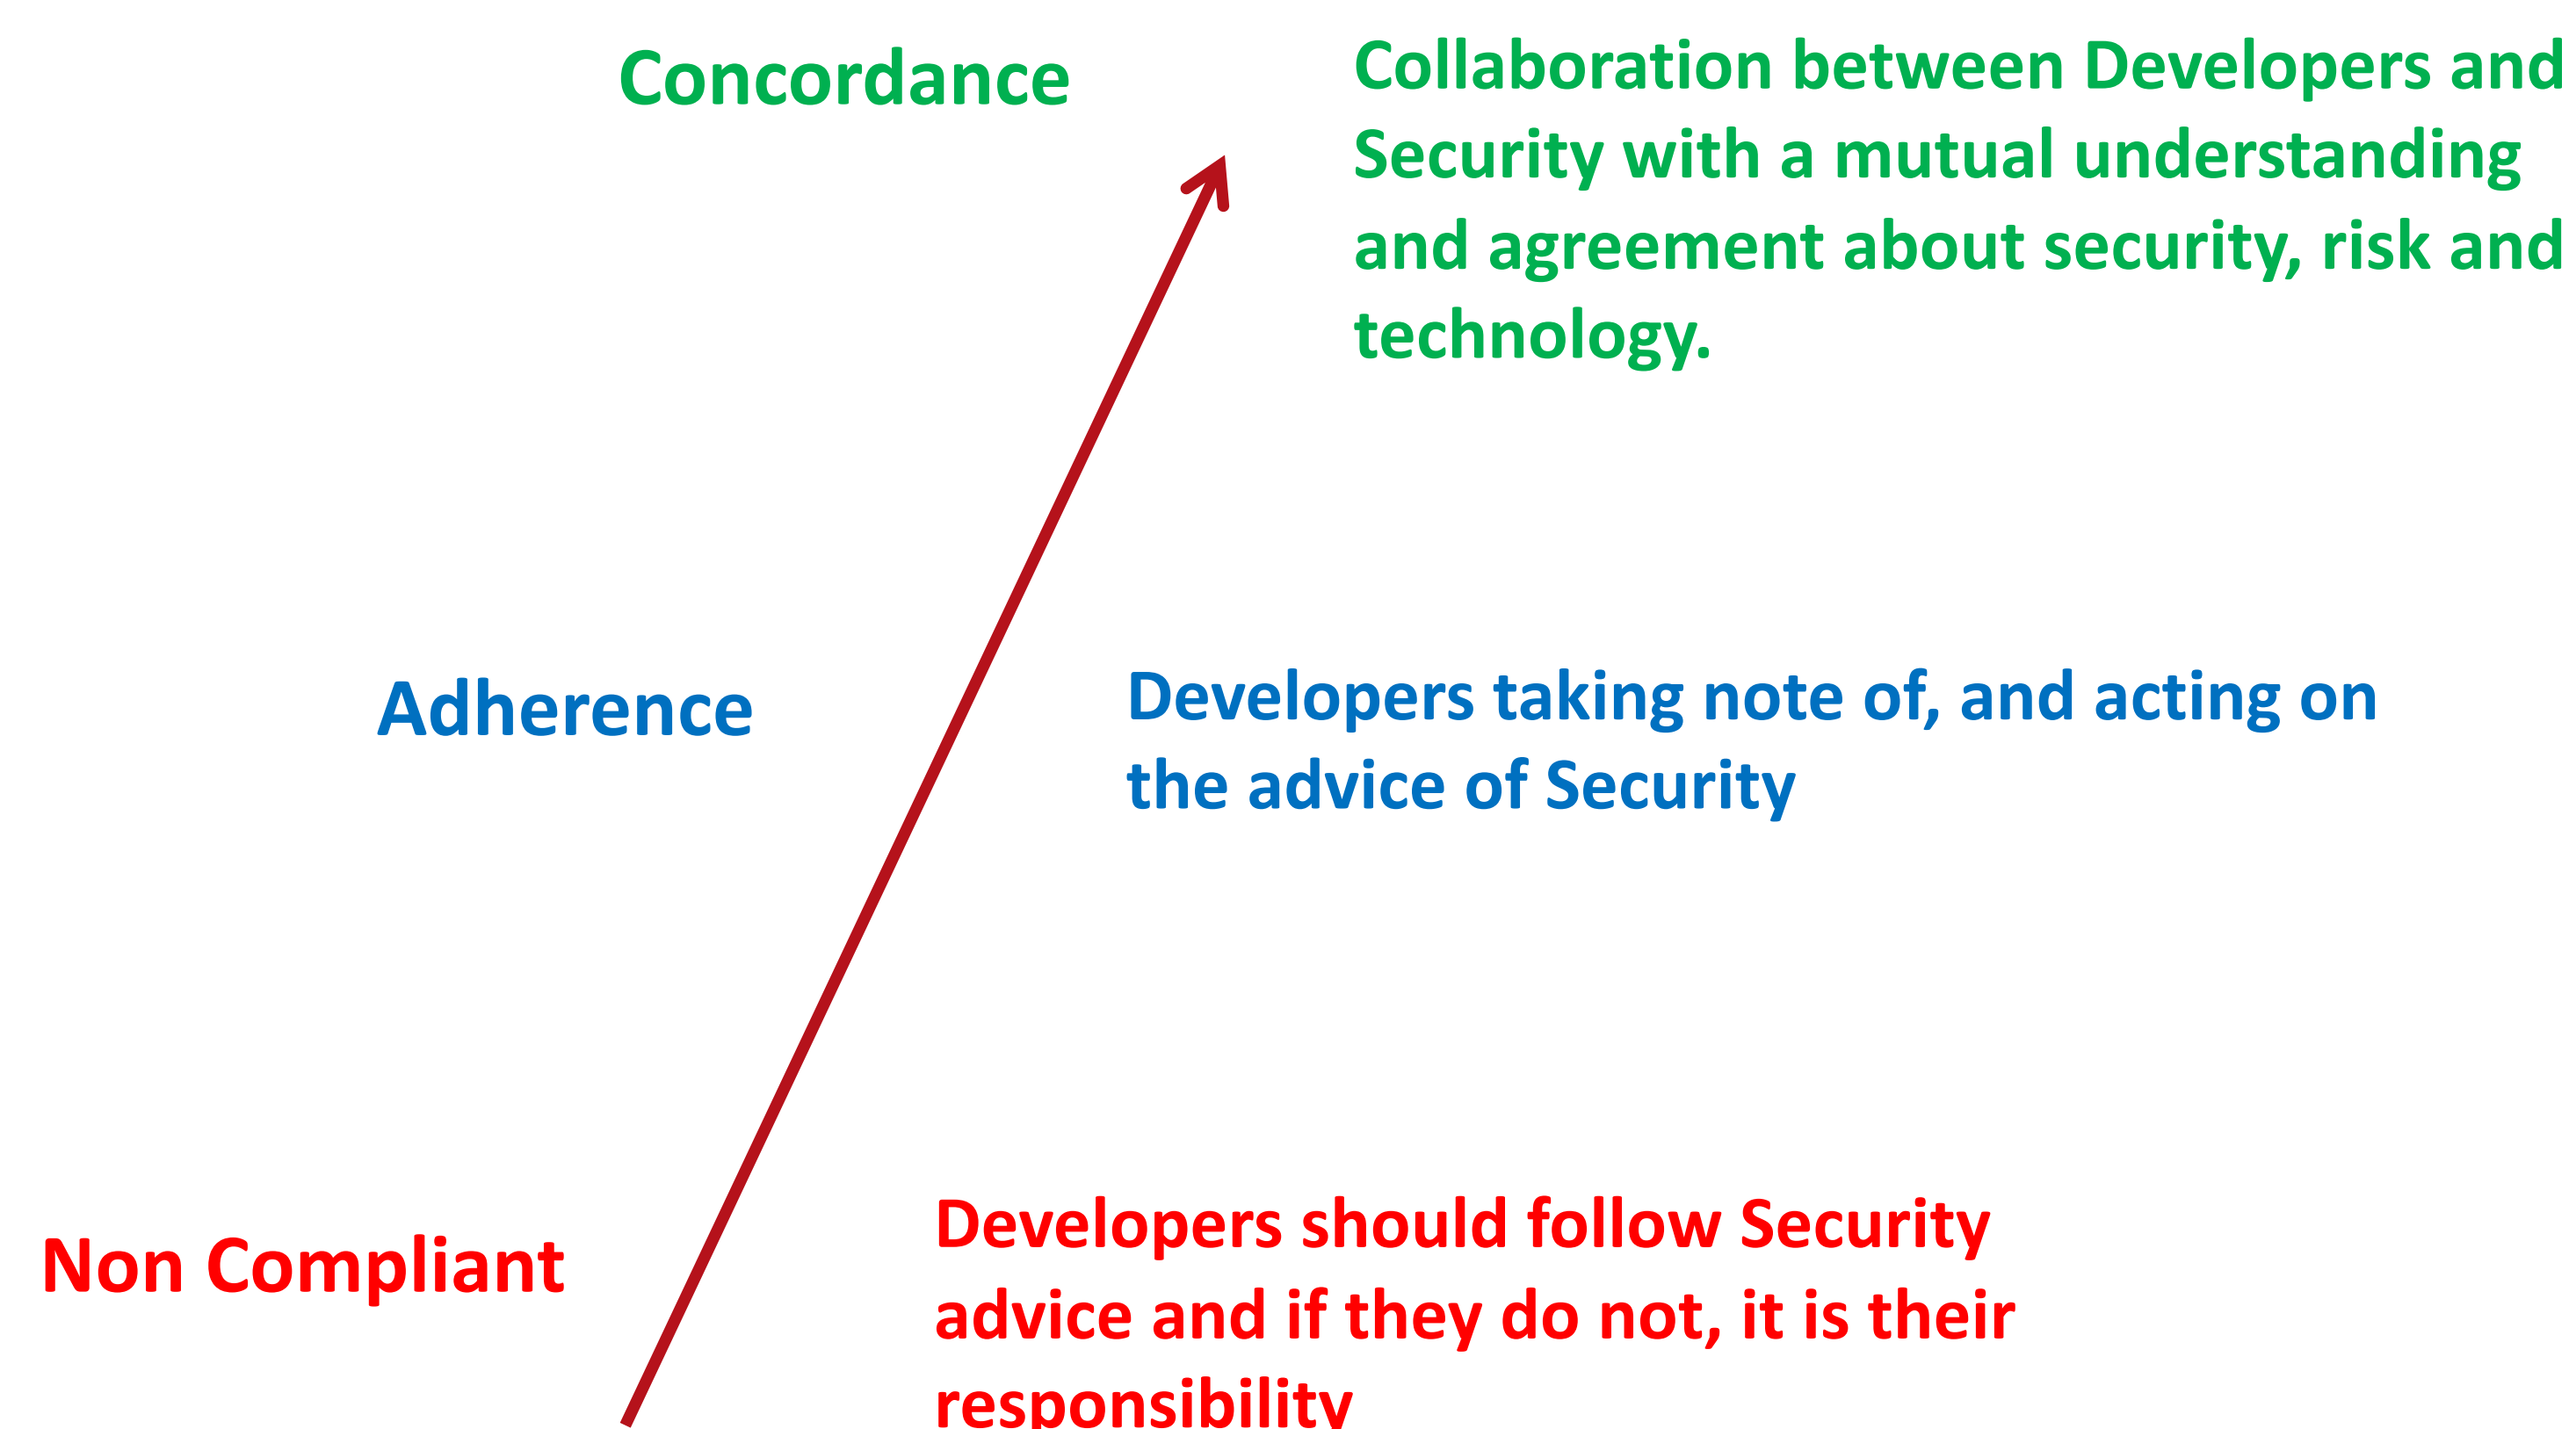 Concordance
Collaboration between Developers and
Security with a mutual understanding
and agreement about security, risk and
technology.
Adherence
Developers taking note of, and acting on
the advice of Security
Non Compliant
Developers should follow Security
advice and if they do not, it is their
responsibility